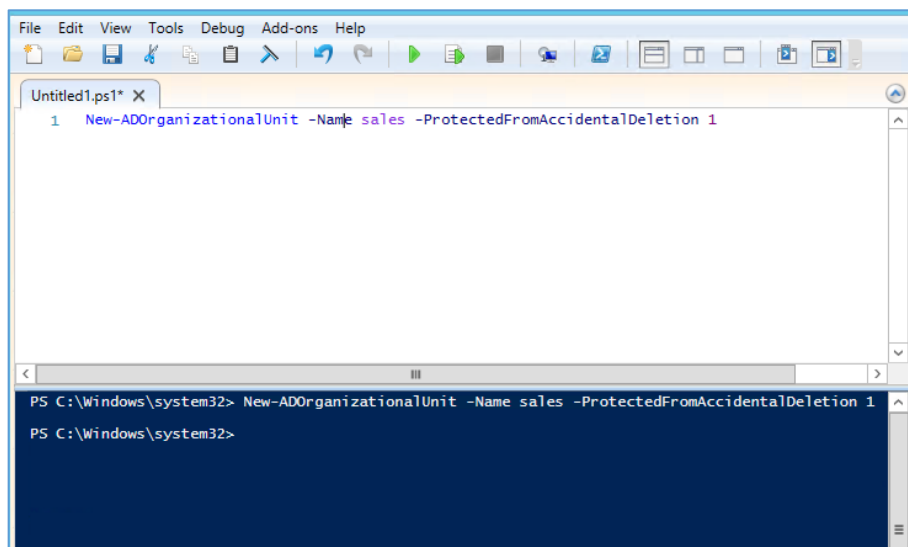 File Edit View Tools Debug Add-ons Help
Untitled1.ps1* X
1 New-ADOrganizationalUnit -Name sales -ProtectedFromAccidentalDeletion 1
PS C:\Windows\system32> New-ADOrganizationalUnit -Name sales -ProtectedFromAccidentalDeletion 1
PS C:\Windows\system32>